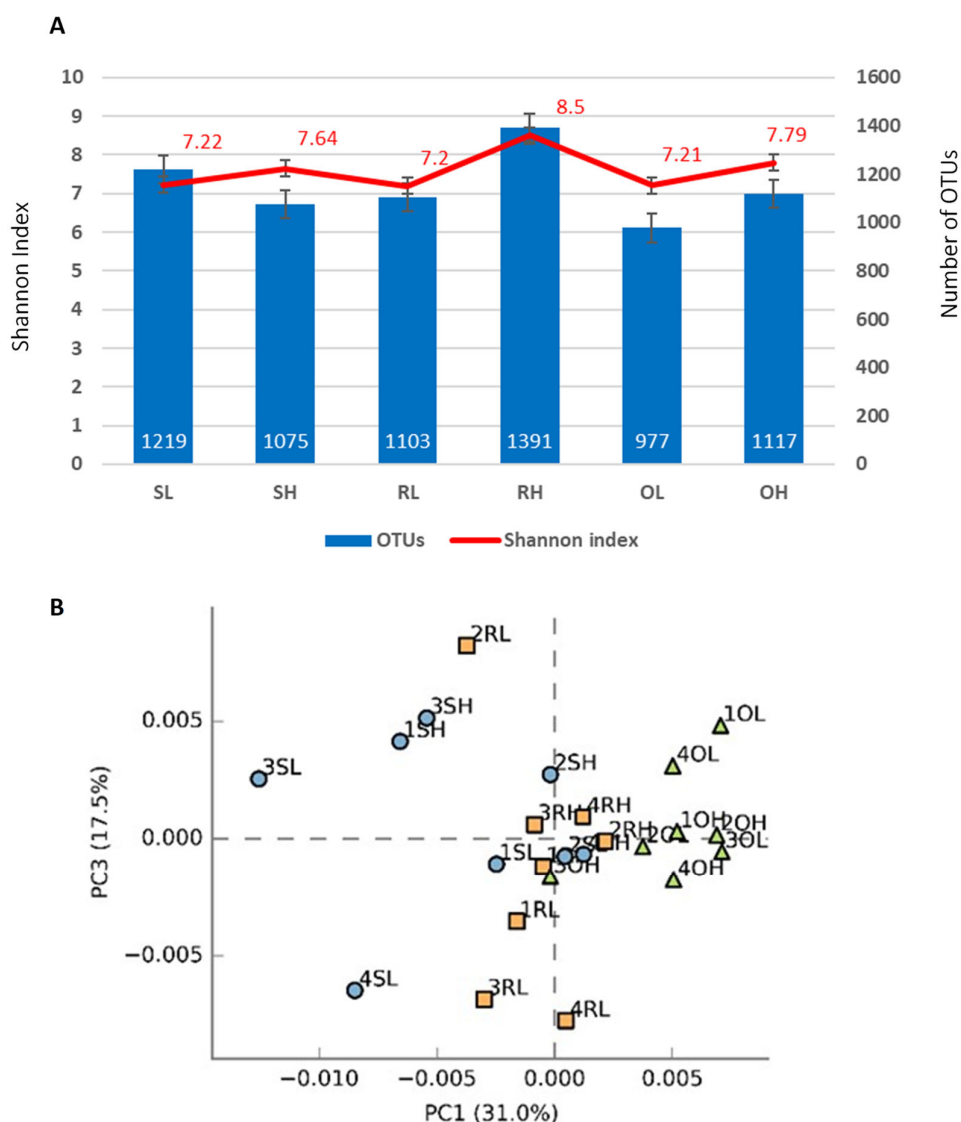 A
10 1600
9 1400
8 1200
7 1000
6 800
5 600
4 400
3 200
2 0
1
0
Shannon Index
Number of OTUs
7.22 7.64 7.2 8.5 7.21 7.79
1219 1075 1103 1391 977 1117
SL SH RL RH OL OH
OTUs Shannon index
B
2RL
3SH
1SH
1OL
3SL
4OL
2SH
4RH
3RH
1OH
2OH
2RH
3OL
1SL
3OH
4OH
1RL
4SL
3RL
4RL
0.005
0.000
−0.005
PC3 (17.5%)
−0.010 −0.005 0.000 0.005
PC1 (31.0%)